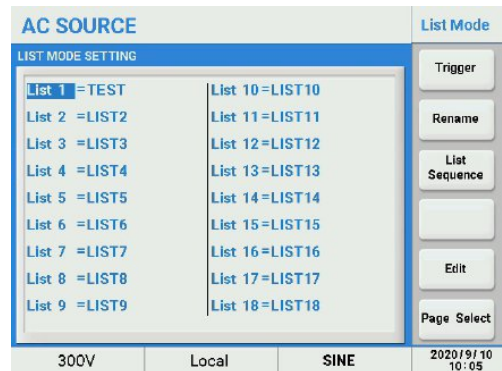 AC SOURCE
List Mode
LIST MODE SETTING
List 1 =TEST
List 2 =LIST2
List 3 =LIST3
List 4 =LIST4
List 5 =LIST5
List 6 =LIST6
List 7 =LIST7
List 8 =LIST8
List 9 =LIST9
List 10=LIST10
List 11=LIST11
List 12=LIST12
List 13=LIST13
List 14=LIST14
List 15=LIST15
List 16=LIST16
List 17=LIST17
List 18=LIST18
Trigger
Rename
List
Sequence
Edit
Page Select
300V
Local
SINE
2020/9/10
10:05